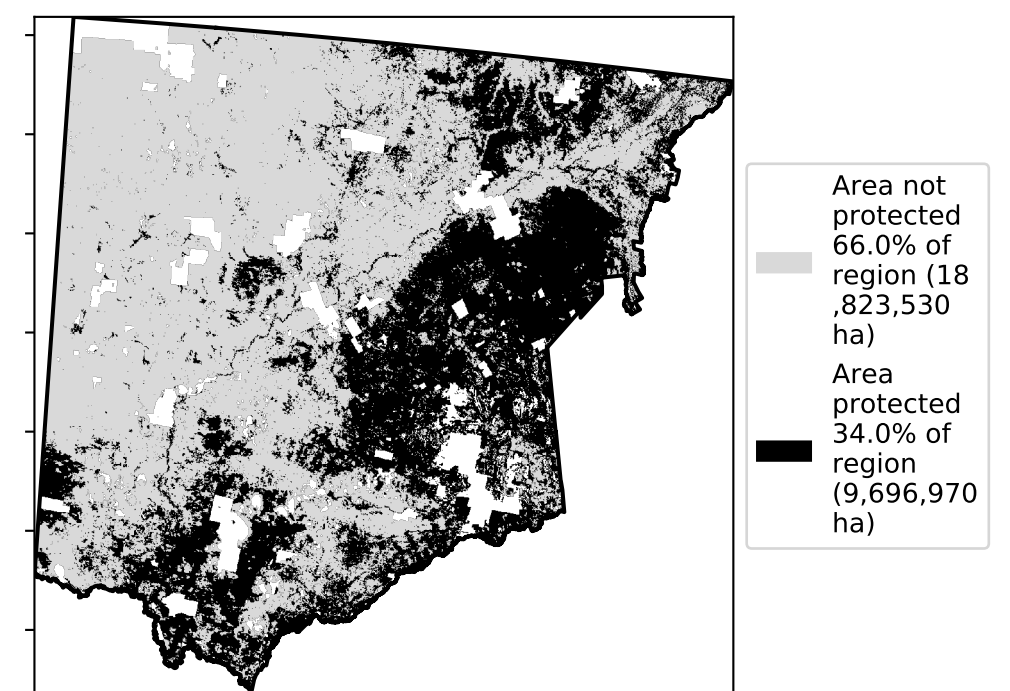 Area not
protected
66.0% of
region (18
,823,530
ha)
Area
protected
34.0% of
region
(9,696,970
ha)